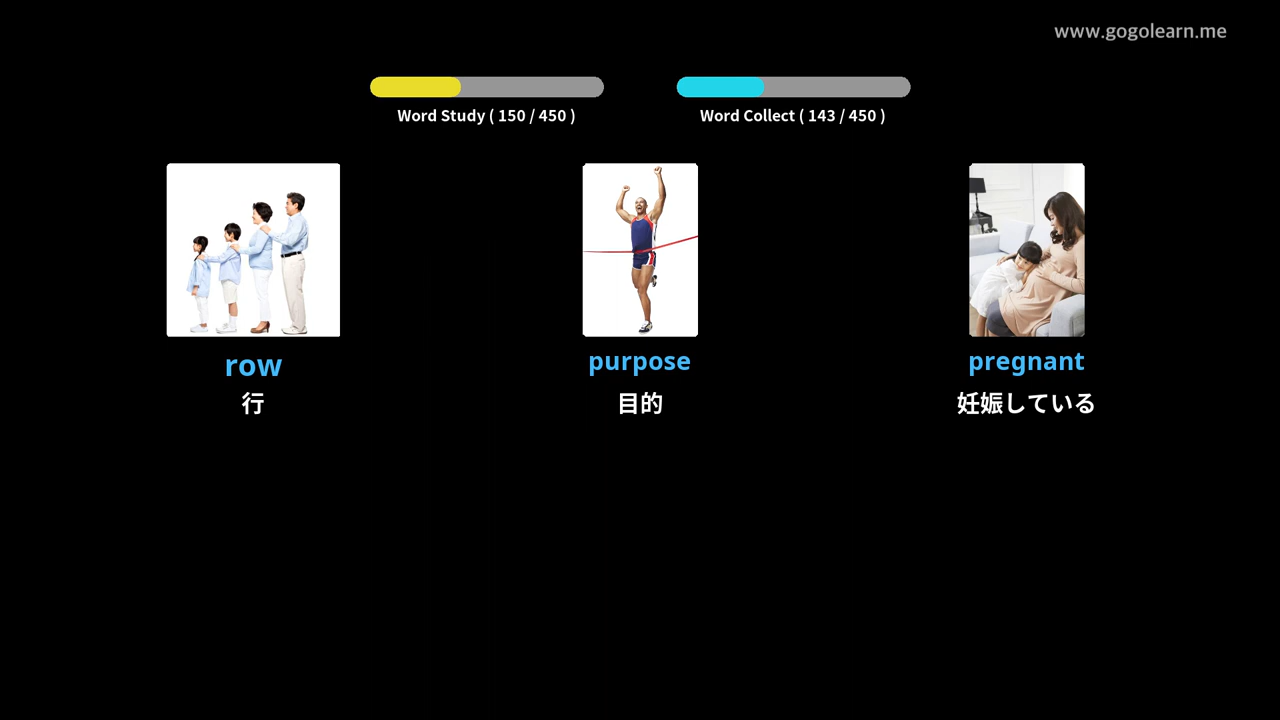 www.gogolearn.me
Word Study ( 150 / 450 )
Word Collect ( 143 / 450 )
row
purpose
pregnant
行
目的
妊娠している